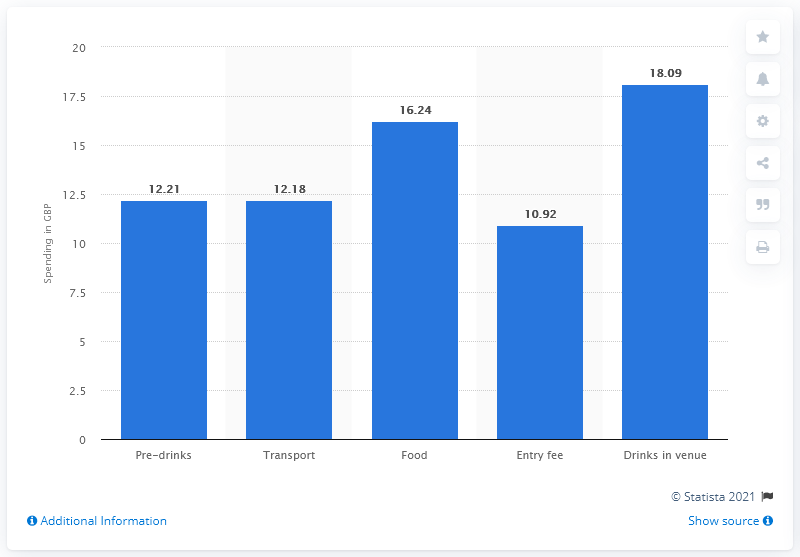 20
17.5
15
12.5
10
7.5
5
2.5
0
Spending in GBP
12.21
12.18
16.24
10.92
18.09
Pre-drinks
Transport
Food
Entry fee
Drinks in venue
© Statista 2021
Additional Information
Show source